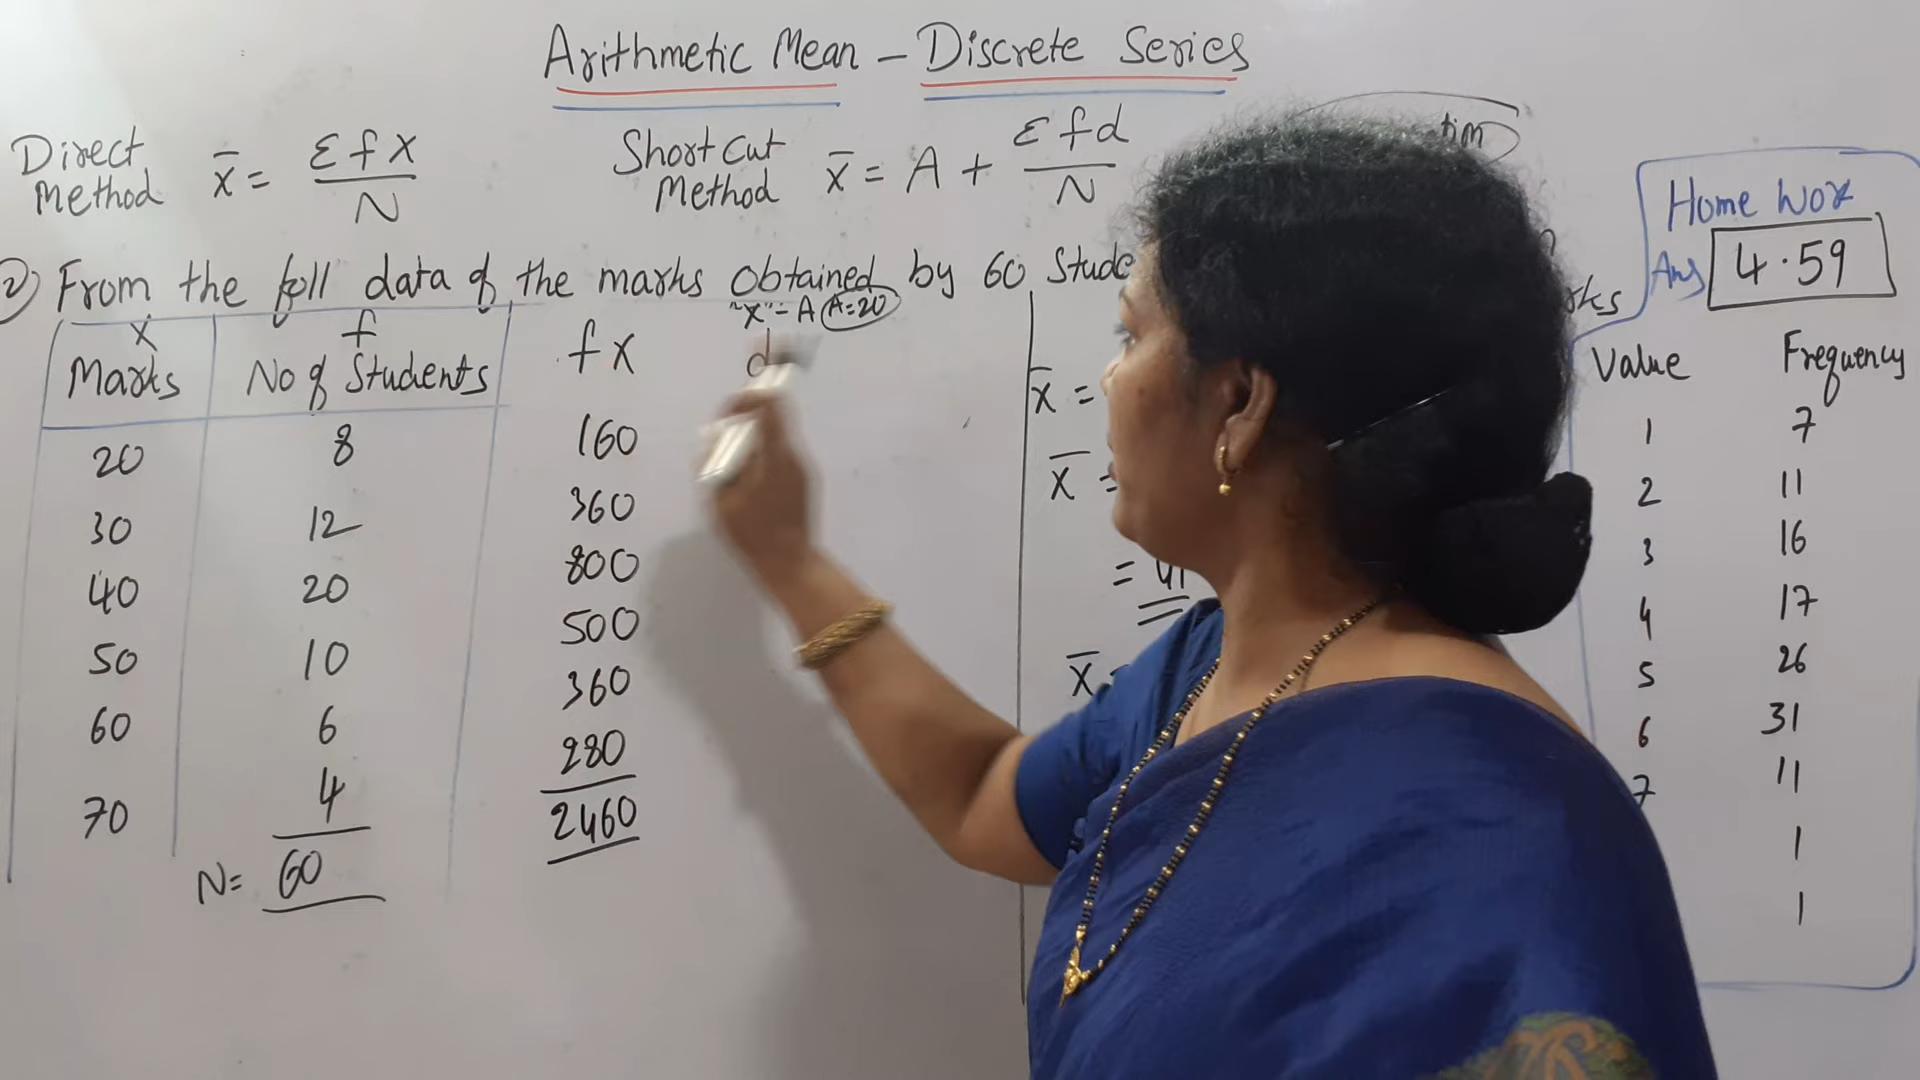 Arithmetic Mean - Discrete Series
Direct Method x̄ = Σfx / N
Short Cut Method x̄ = A + Σfd / N
Home Work
Ans 4.59
2) From the foll data of the marks obtained by 60
"x" - A A=20
x f fx d
Marks No of Students
20 8 160
30 12 360
40 20 800
50 10 500
60 6 360
70 4 280
N= 60 2460
x̄ =
x̄ =
= 41
x̄
Value Frequency
1 7
2 11
3 16
4 17
5 26
6 31
7 11
1
1